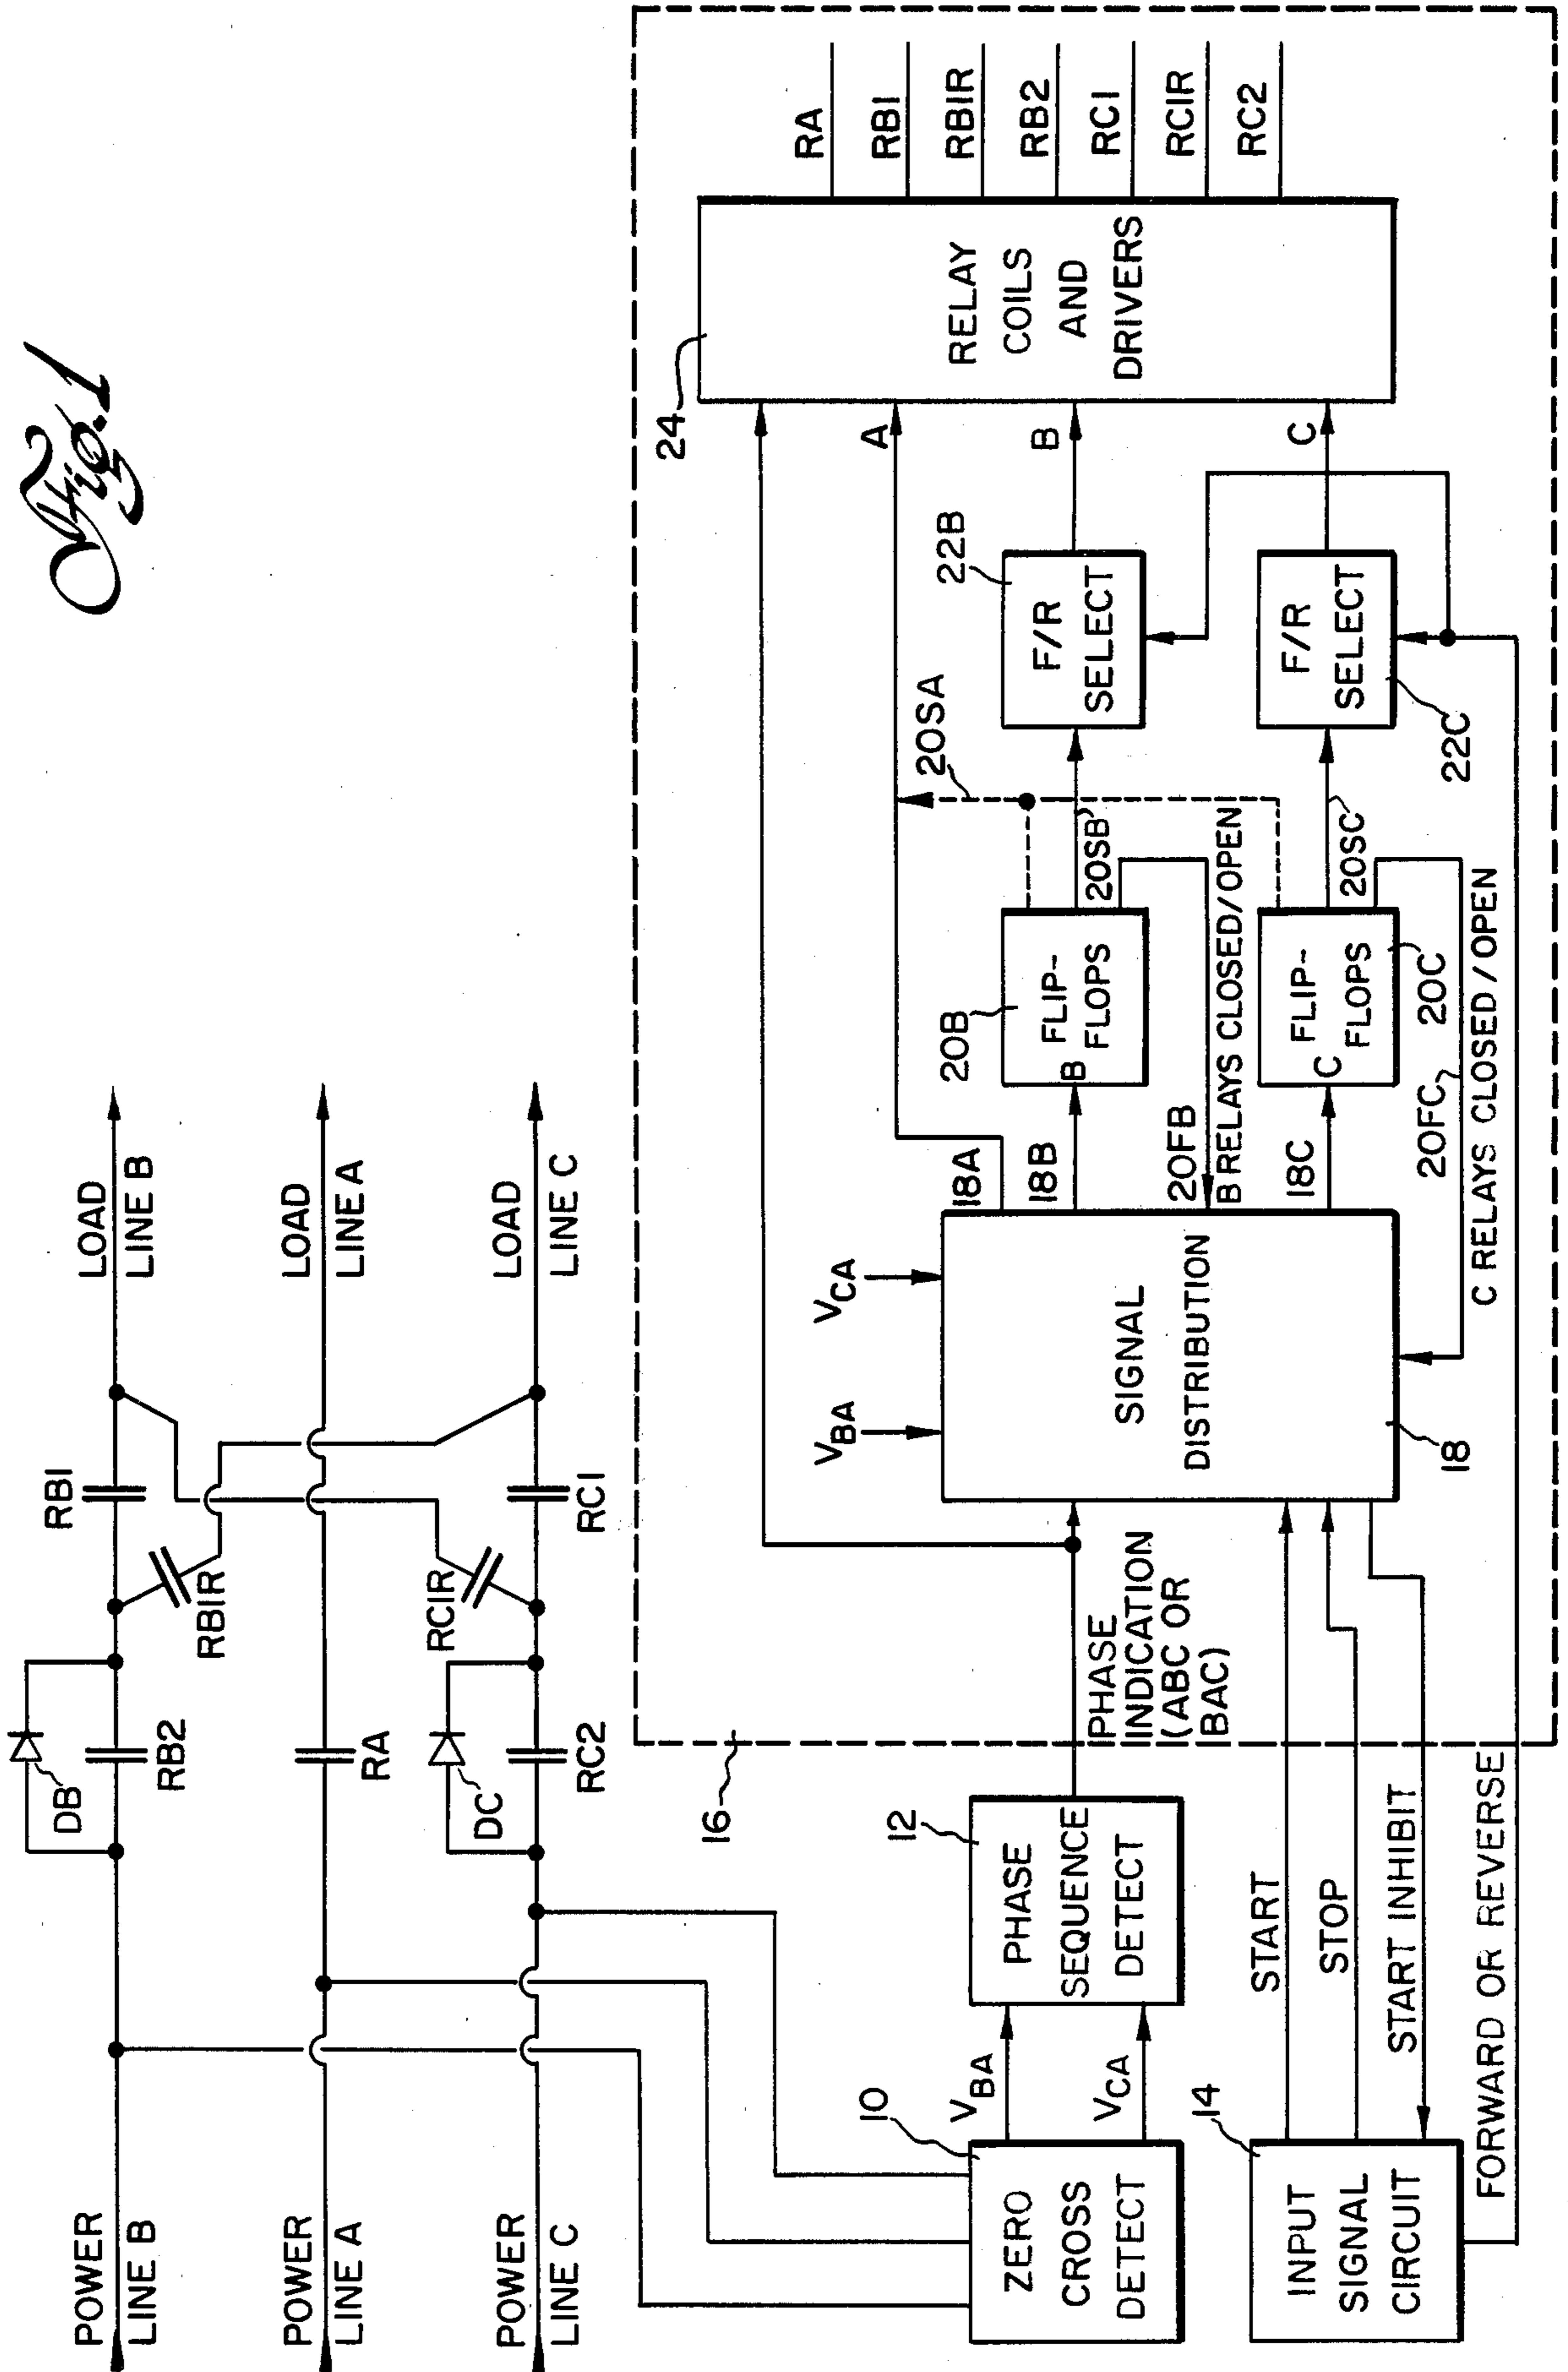 Fig. 1
POWER
LINE B
POWER
LINE A
POWER
LINE C
DB
RB2
RA
DC
RC2
RB1
RB1R
RC1R
RC1
LOAD
LINE B
LOAD
LINE A
LOAD
LINE C
10
ZERO
CROSS
DETECT
VBA
VCA
12
PHASE
SEQUENCE
DETECT
14
INPUT
SIGNAL
CIRCUIT
START
STOP
START INHIBIT
FORWARD OR REVERSE
16
PHASE
INDICATION
(ABC OR
BAC)
VBA
VCA
SIGNAL
DISTRIBUTION
18
18A
18B
20FB
B RELAYS CLOSED/OPEN
18C
20FC
C RELAYS CLOSED/OPEN
20B
FLIP-
B FLOPS
FLIP-
C FLOPS
20C
20SA
20SB
20SC
22B
F/R
SELECT
F/R
SELECT
22C
A
B
C
24
RELAY
COILS
AND
DRIVERS
RA
RB1
RB1R
RB2
RC1
RC1R
RC2